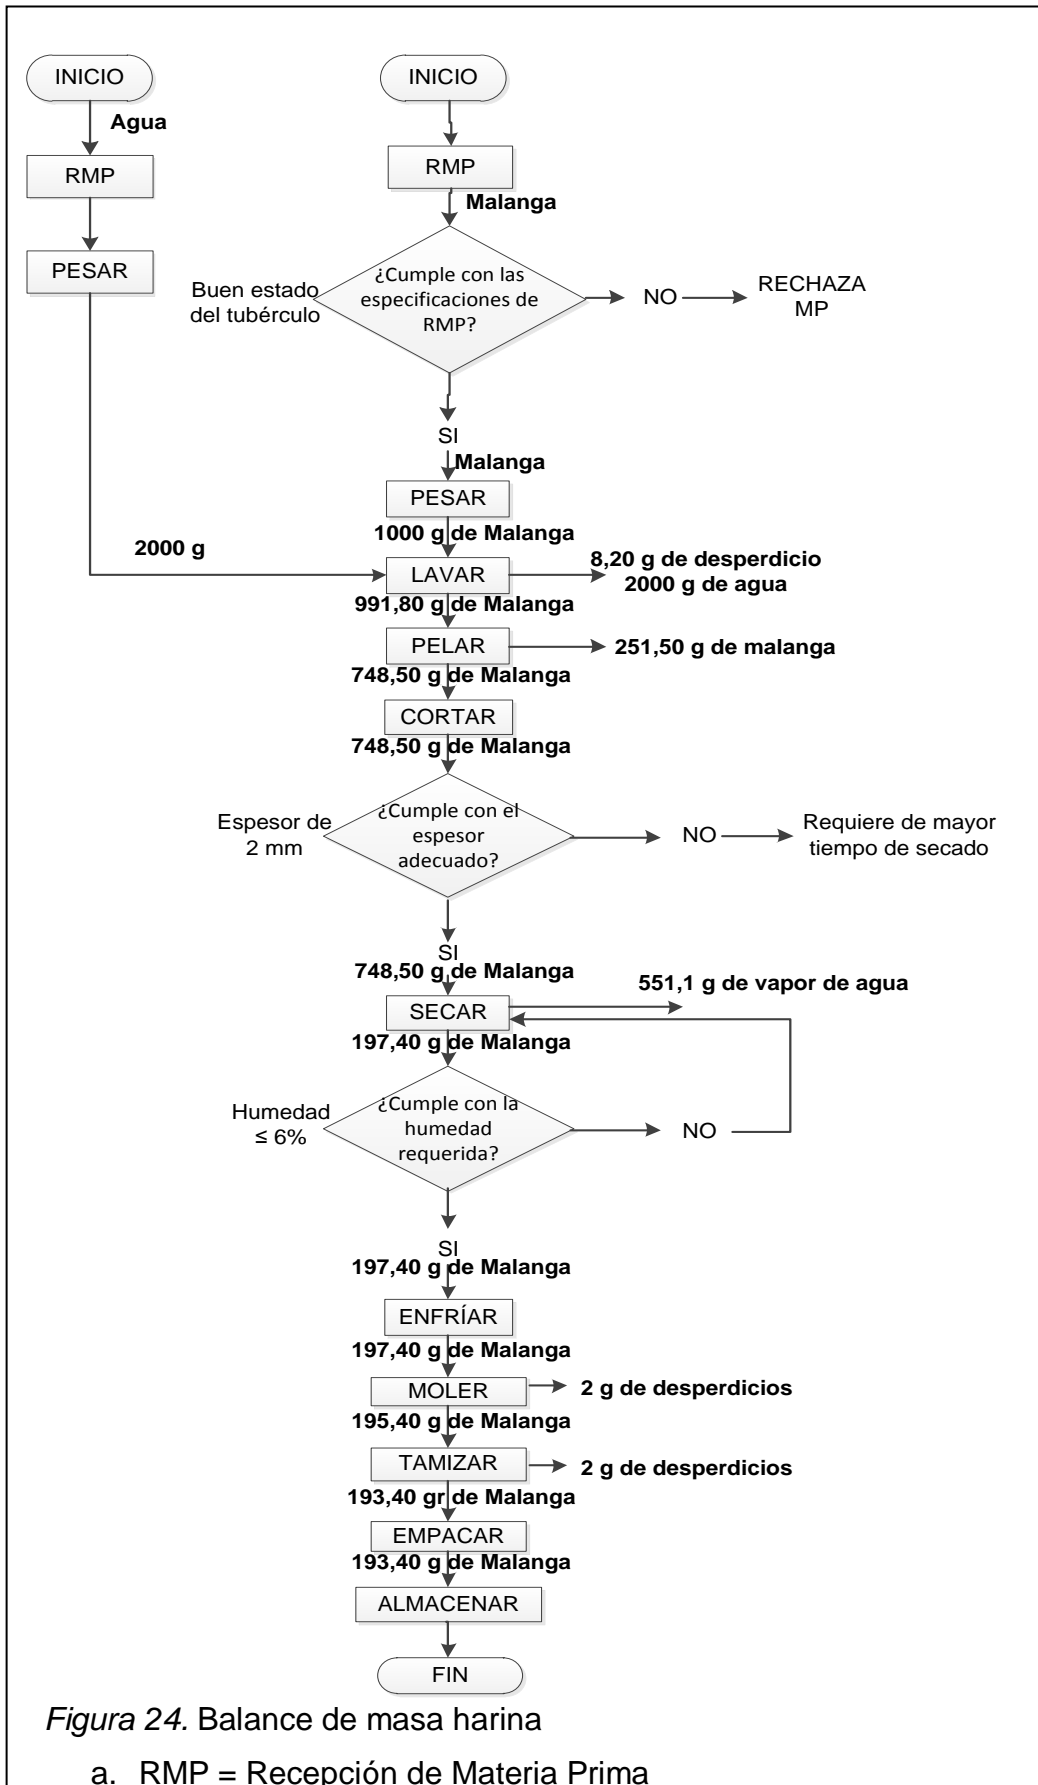 INICIO
Agua
RMP
PESAR
2000 g
INICIO
RMP
Malanga
Buen estado
del tubérculo
¿Cumple con las
especificaciones de
RMP?
NO
RECHAZA
MP
SI
Malanga
PESAR
1000 g de Malanga
LAVAR
8,20 g de desperdicio
2000 g de agua
991,80 g de Malanga
PELAR
251,50 g de malanga
748,50 g de Malanga
CORTAR
748,50 g de Malanga
Espesor de
2 mm
¿Cumple con el
espesor
adecuado?
NO
Requiere de mayor
tiempo de secado
SI
748,50 g de Malanga
SECAR
551,1 g de vapor de agua
197,40 g de Malanga
Humedad
≤ 6%
¿Cumple con la
humedad
requerida?
NO
SI
197,40 g de Malanga
ENFRÍAR
197,40 g de Malanga
MOLER
2 g de desperdicios
195,40 g de Malanga
TAMIZAR
2 g de desperdicios
193,40 gr de Malanga
EMPACAR
193,40 g de Malanga
ALMACENAR
FIN
Figura 24. Balance de masa harina
a. RMP = Recepción de Materia Prima